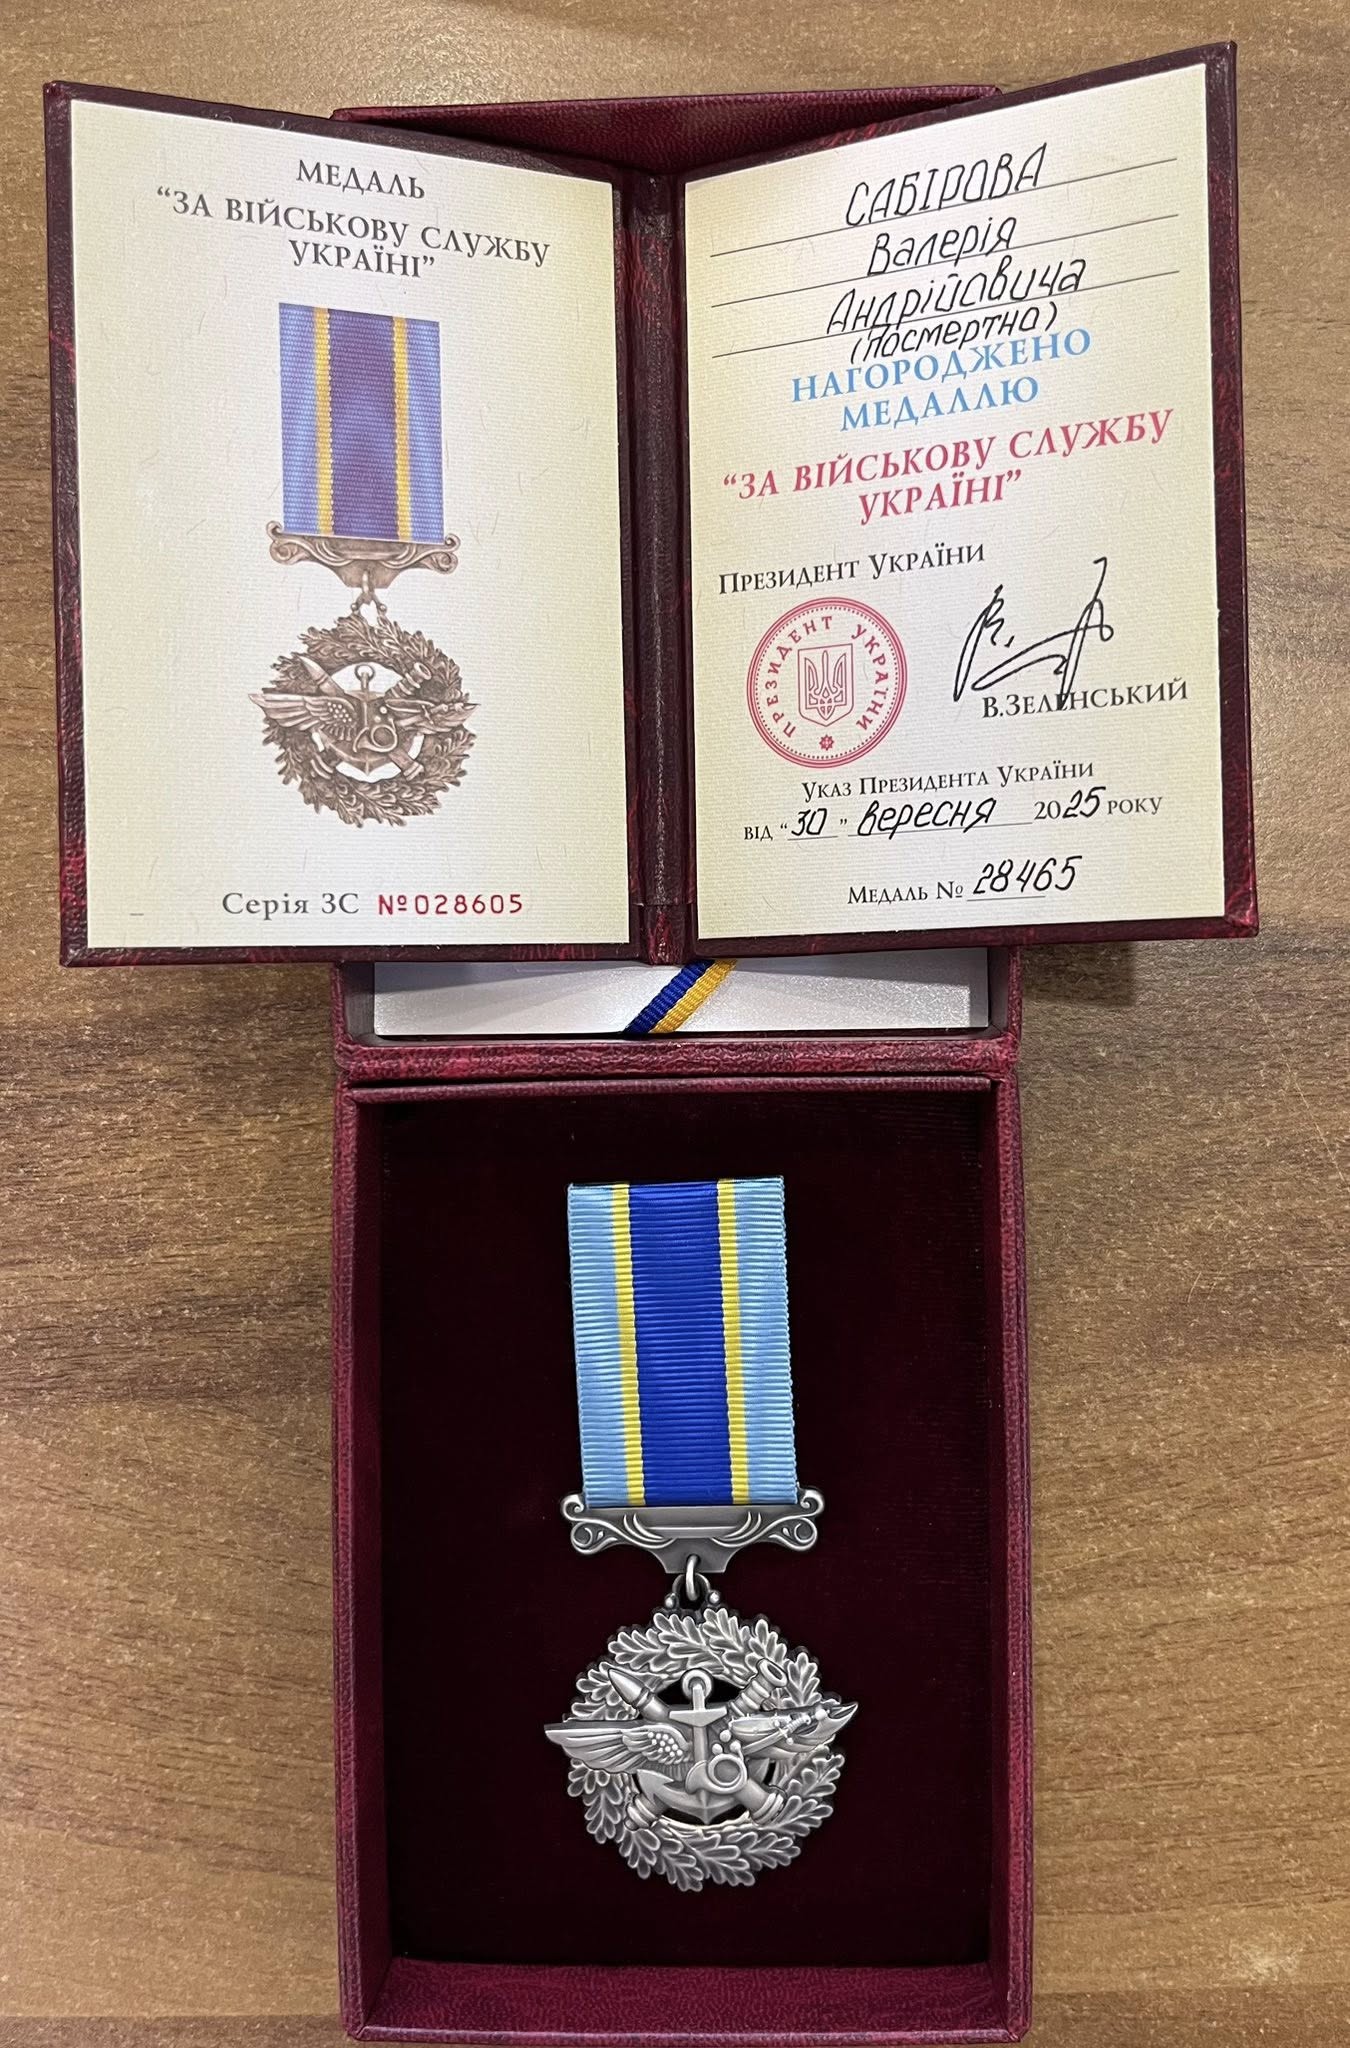 МЕДАЛЬ
“ЗА ВІЙСЬКОВУ СЛУЖБУ
УКРАЇНІ”
Серія ЗС №028605
САБІРОВА
Валерія
Андрійовича
(посмертно)
НАГОРОДЖЕНО
МЕДАЛЛЮ
“ЗА ВІЙСЬКОВУ СЛУЖБУ
УКРАЇНІ”
ПРЕЗИДЕНТ УКРАЇНИ
ПРЕЗИДЕНТ УКРАЇНИ
В.ЗЕЛЕНСЬКИЙ
УКАЗ ПРЕЗИДЕНТА УКРАЇНИ
ВІД “30” вересня 2025 РОКУ
МЕДАЛЬ № 28465